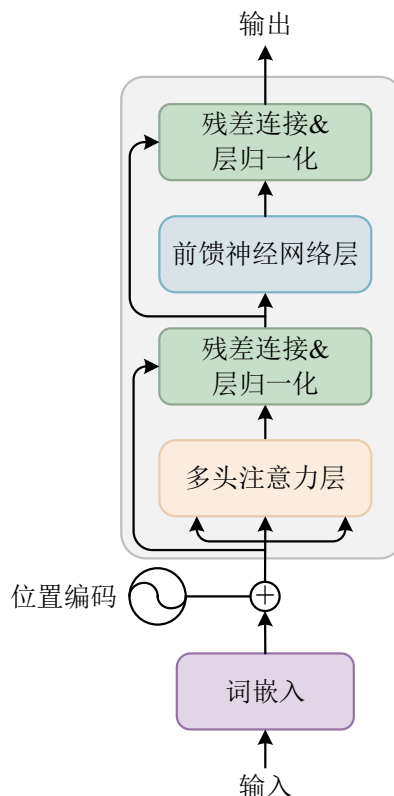 输出
残差连接&
层归一化
前馈神经网络层
残差连接&
层归一化
多头注意力层
位置编码
词嵌入
输入